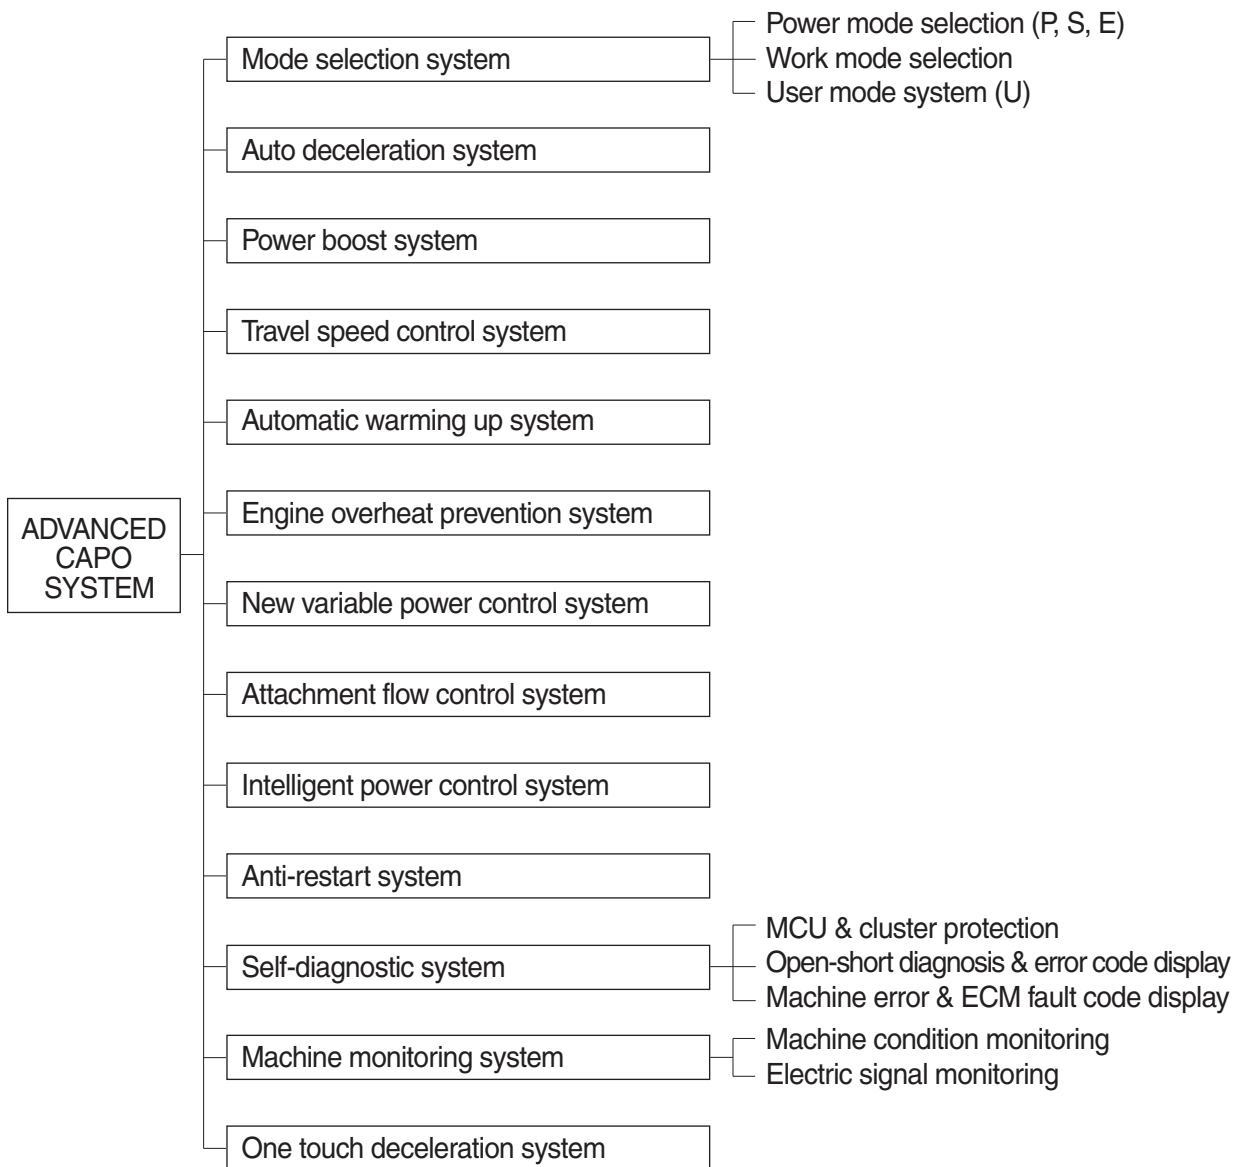 Power mode selection (P, S, E)
Mode selection system
Work mode selection
User mode system (U)
Auto deceleration system
Power boost system
Travel speed control system
Automatic warming up system
Engine overheat prevention system
ADVANCED
CAPO
SYSTEM
New variable power control system
Attachment flow control system
Intelligent power control system
Anti-restart system
MCU & cluster protection
Self-diagnostic system
Open-short diagnosis & error code display
Machine error & ECM fault code display
Machine monitoring system
Machine condition monitoring
Electric signal monitoring
One touch deceleration system